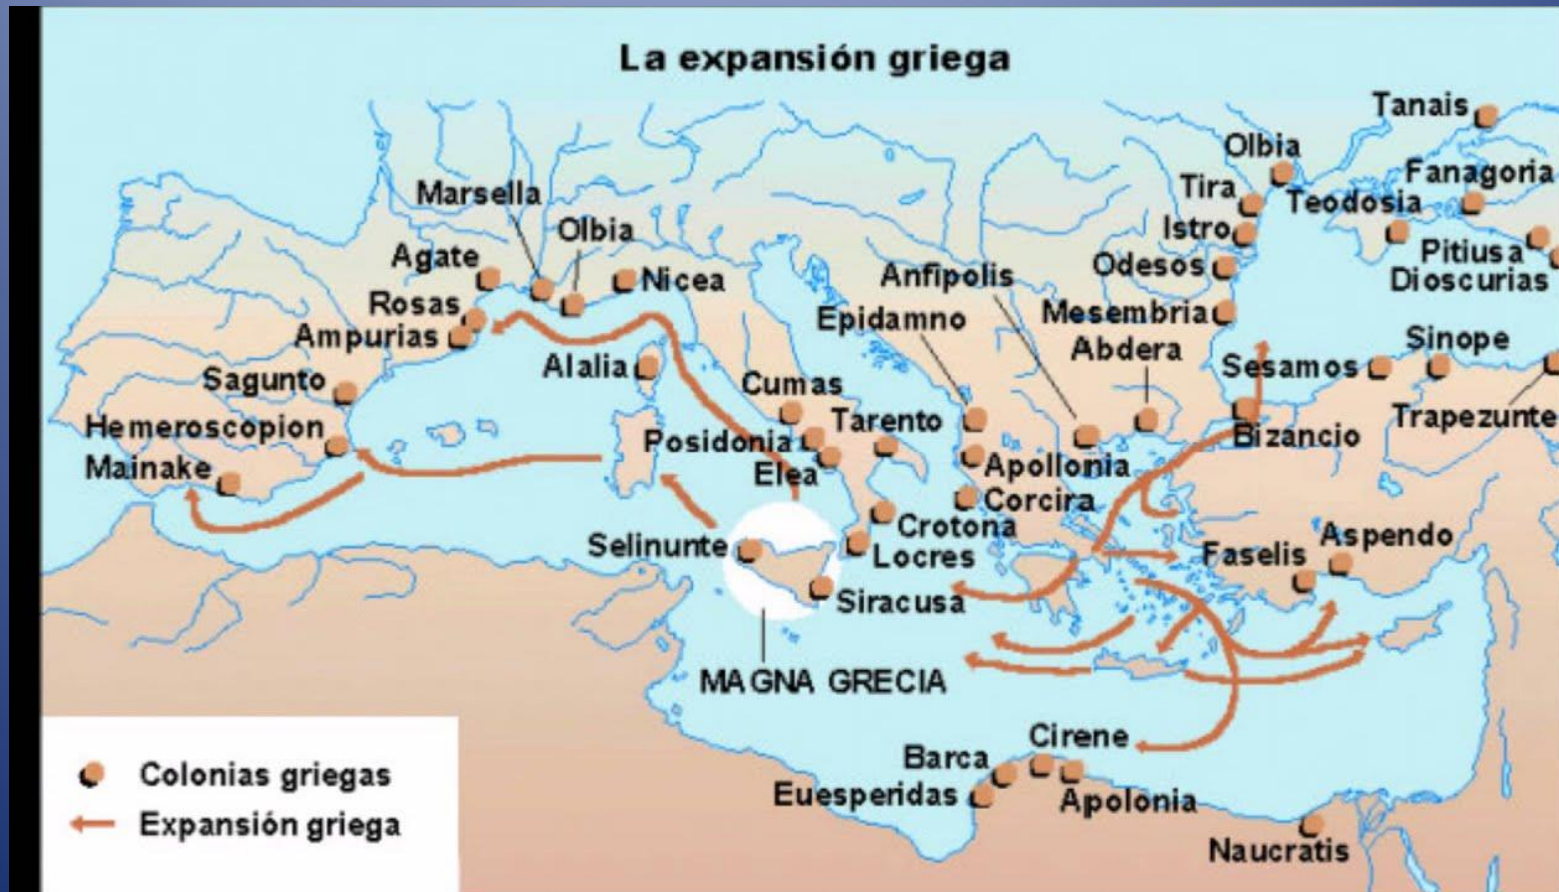 La expansión griega
Tanais
Olbia
Fanagoria
Marsella
Tira
Teodosia
Olbia
Istro
Agate
Pitiusa
Nicea
Anfípolis
Odesos
Dioscurias
Rosas
Epidamno
Mesembria
Ampurias
Abdera
Sinope
Alalia
Sesamos
Sagunto
Cumas
Trapezunte
Hemeroscopion
Tarento
Posidonia
Bizancio
Mainake
Elea
Apollonia
Corcira
Crotona
Selinunte
Locres
Faselis
Aspendo
Siracusa
MAGNA GRECIA
Cirene
Barca
Euesperidas
Apolonia
Naucratis
Colonias griegas
Expansión griega